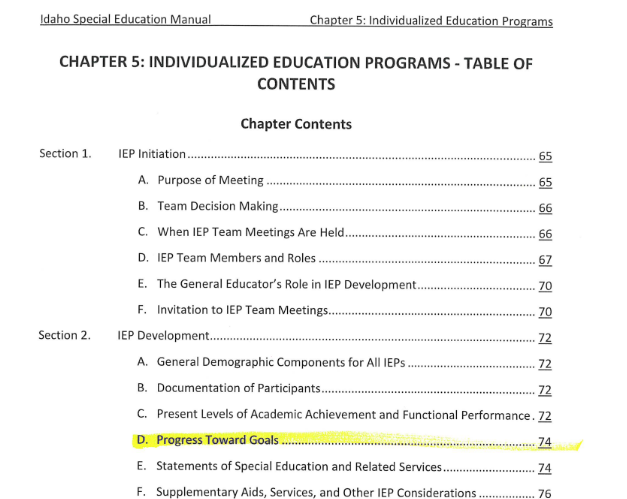 Idaho Special Education Manual Chapter 5: Individualized Education Programs
CHAPTER 5: INDIVIDUALIZED EDUCATION PROGRAMS - TABLE OF
CONTENTS
Chapter Contents
Section 1. IEP Initiation ........ 65
A. Purpose of Meeting ........ 65
B. Team Decision Making ........ 66
C. When IEP Team Meetings Are Held ........ 66
D. IEP Team Members and Roles ........ 67
E. The General Educator's Role in IEP Development ........ 70
F. Invitation to IEP Team Meetings ........ 70
Section 2. IEP Development ........ 72
A. General Demographic Components for All IEPs ........ 72
B. Documentation of Participants ........ 72
C. Present Levels of Academic Achievement and Functional Performance . 72
D. Progress Toward Goals ........ 74
E. Statements of Special Education and Related Services ........ 74
F. Supplementary Aids, Services, and Other IEP Considerations ........ 76